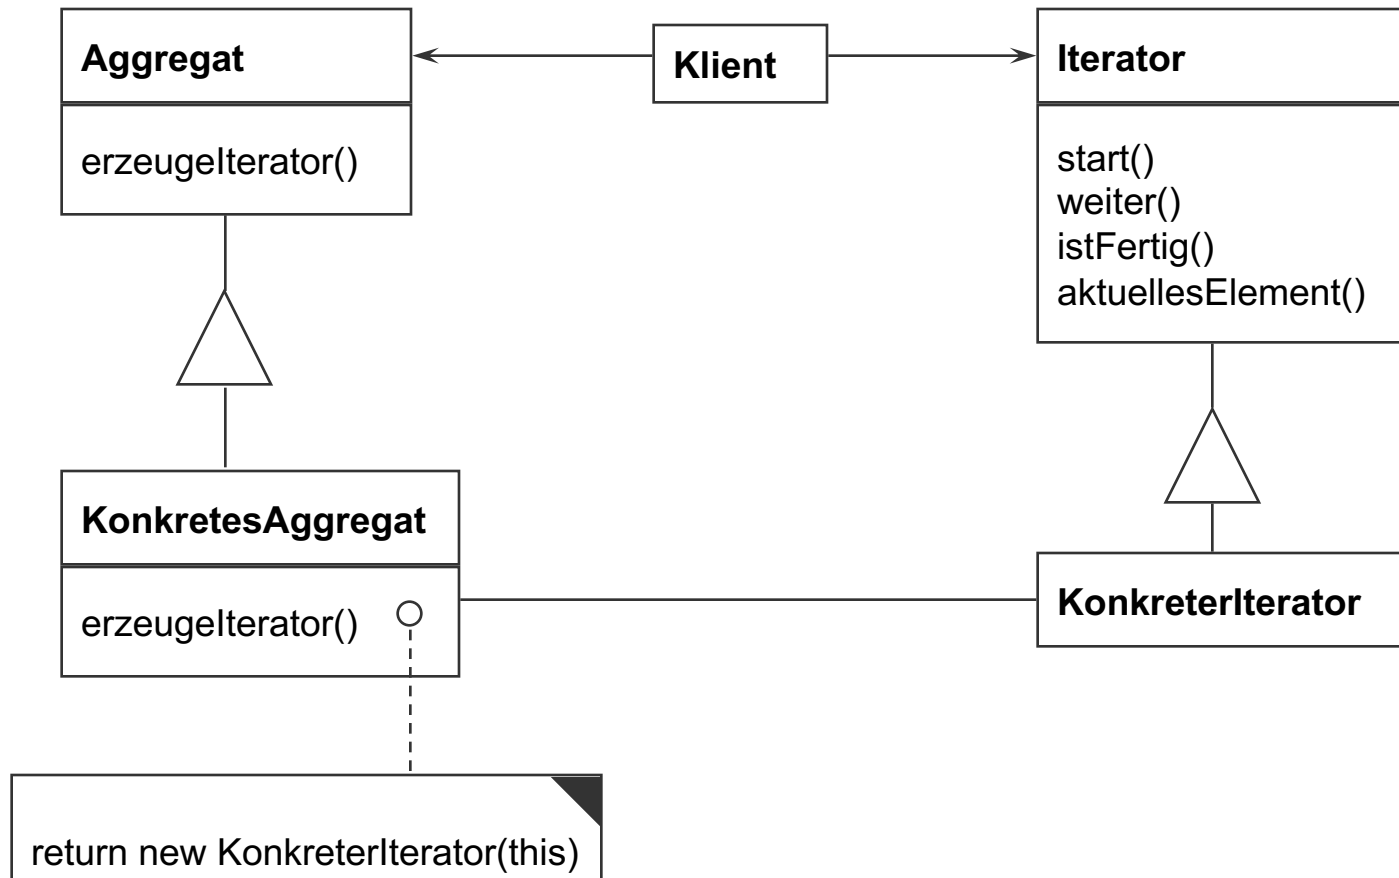 Aggregat
erzeugeIterator()
Klient
Iterator
start()
weiter()
istFertig()
aktuellesElement()
KonkretesAggregat
erzeugeIterator()
KonkreterIterator
return new KonkreterIterator(this)